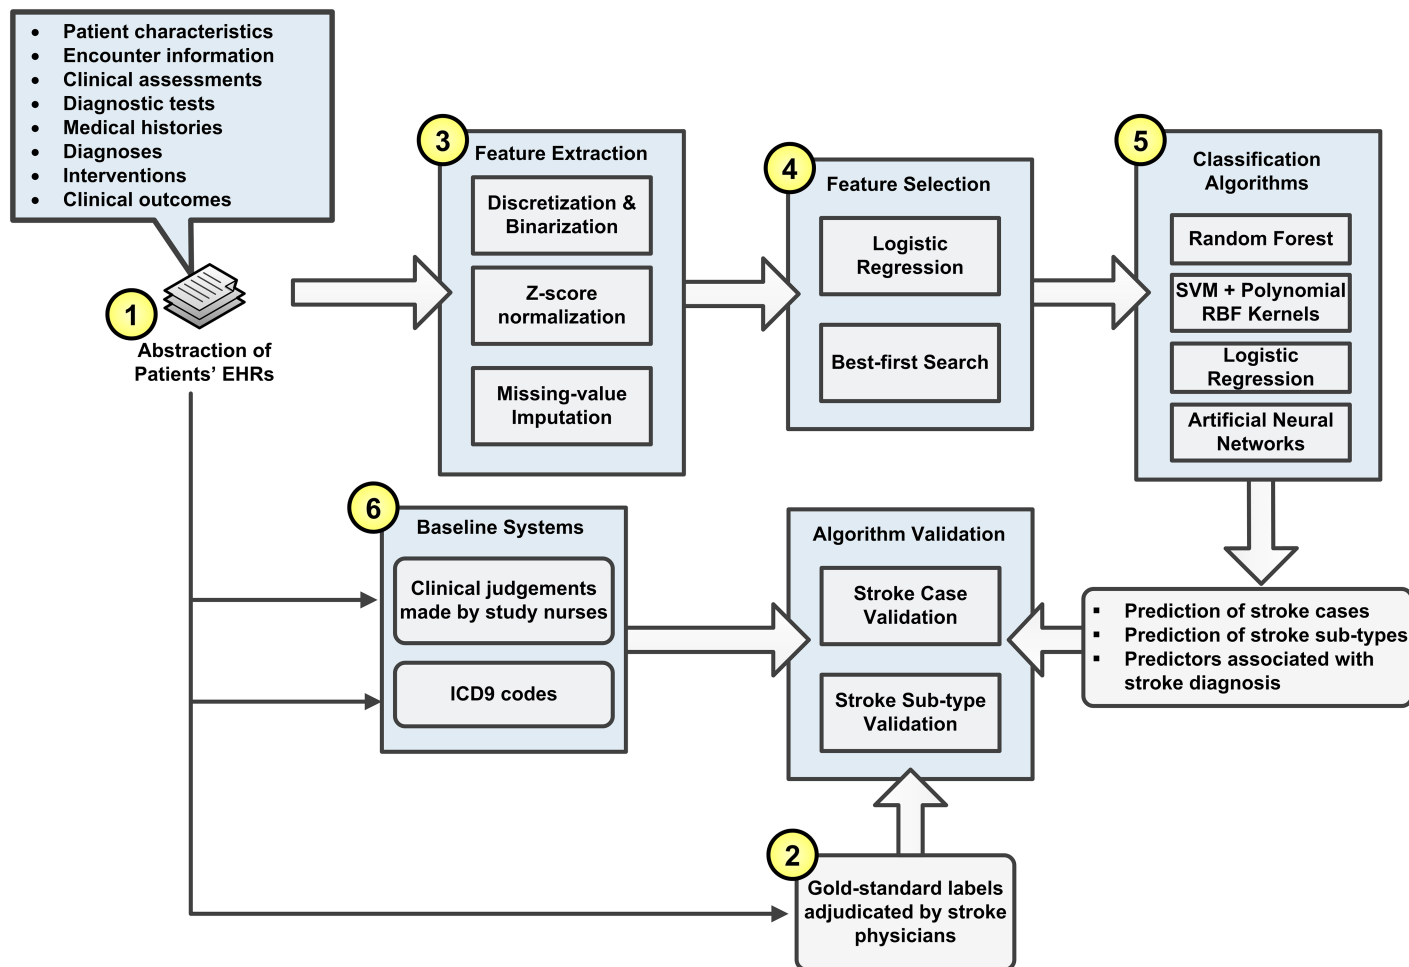 • Patient characteristics
• Encounter information
• Clinical assessments
• Diagnostic tests
• Medical histories
• Diagnoses
• Interventions
• Clinical outcomes
1
Abstraction of
Patients’ EHRs
3
Feature Extraction
Discretization &
Binarization
Z-score
normalization
Missing-value
Imputation
4
Feature Selection
Logistic
Regression
Best-first Search
5
Classification
Algorithms
Random Forest
SVM + Polynomial
RBF Kernels
Logistic
Regression
Artificial Neural
Networks
6
Baseline Systems
Clinical judgements
made by study nurses
ICD9 codes
Algorithm Validation
Stroke Case
Validation
Stroke Sub-type
Validation
▪ Prediction of stroke cases
▪ Prediction of stroke sub-types
▪ Predictors associated with
stroke diagnosis
2
Gold-standard labels
adjudicated by stroke
physicians